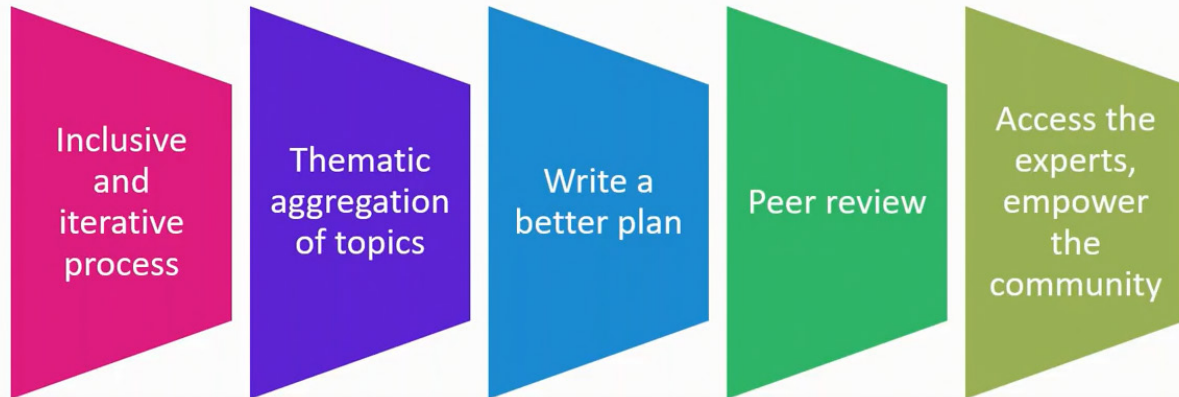 Inclusive
and
iterative
process
Thematic
aggregation
of topics
Write a
better plan
Peer review
Access the
experts,
empower
the
community